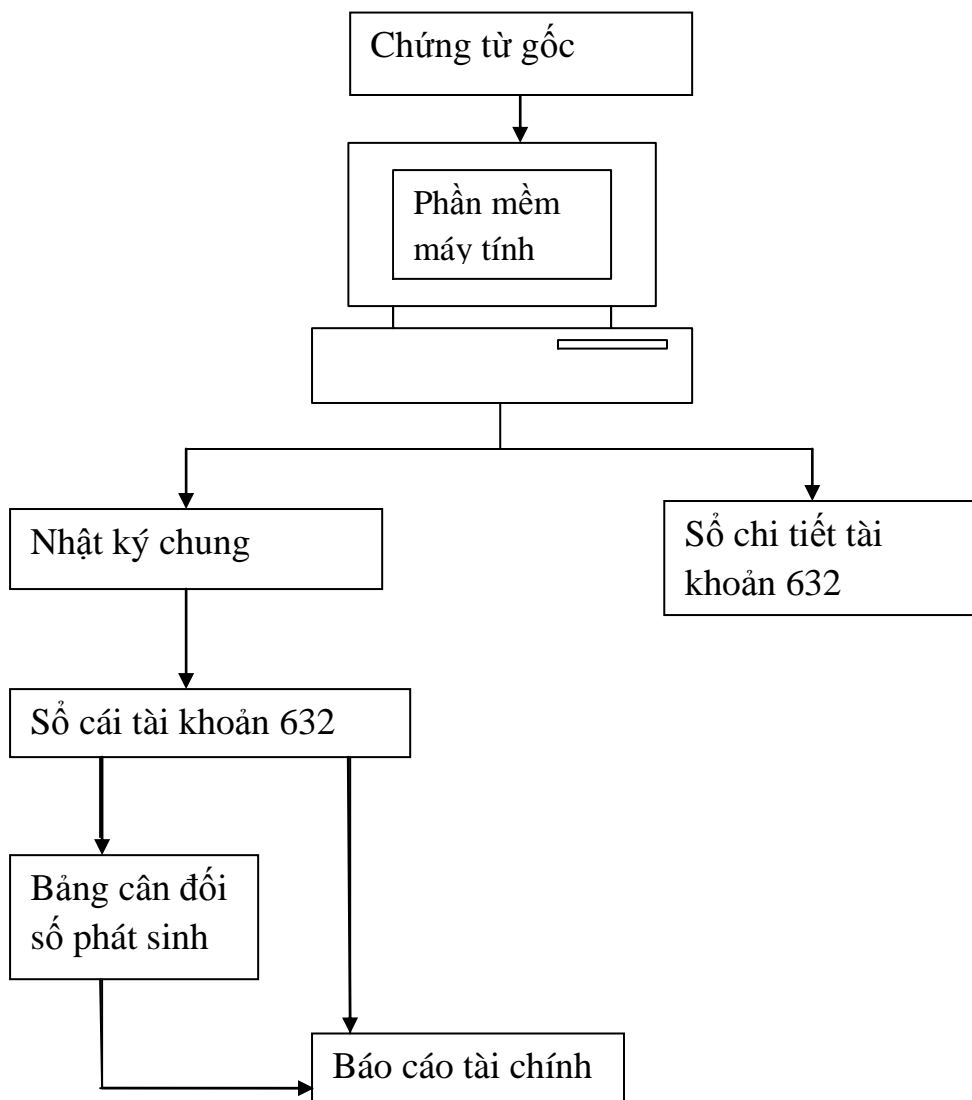 Chứng từ gốc
Phần mềm
máy tính
Nhật ký chung
Sổ chi tiết tài
khoản 632
Sổ cái tài khoản 632
Bảng cân đối
số phát sinh
Báo cáo tài chính